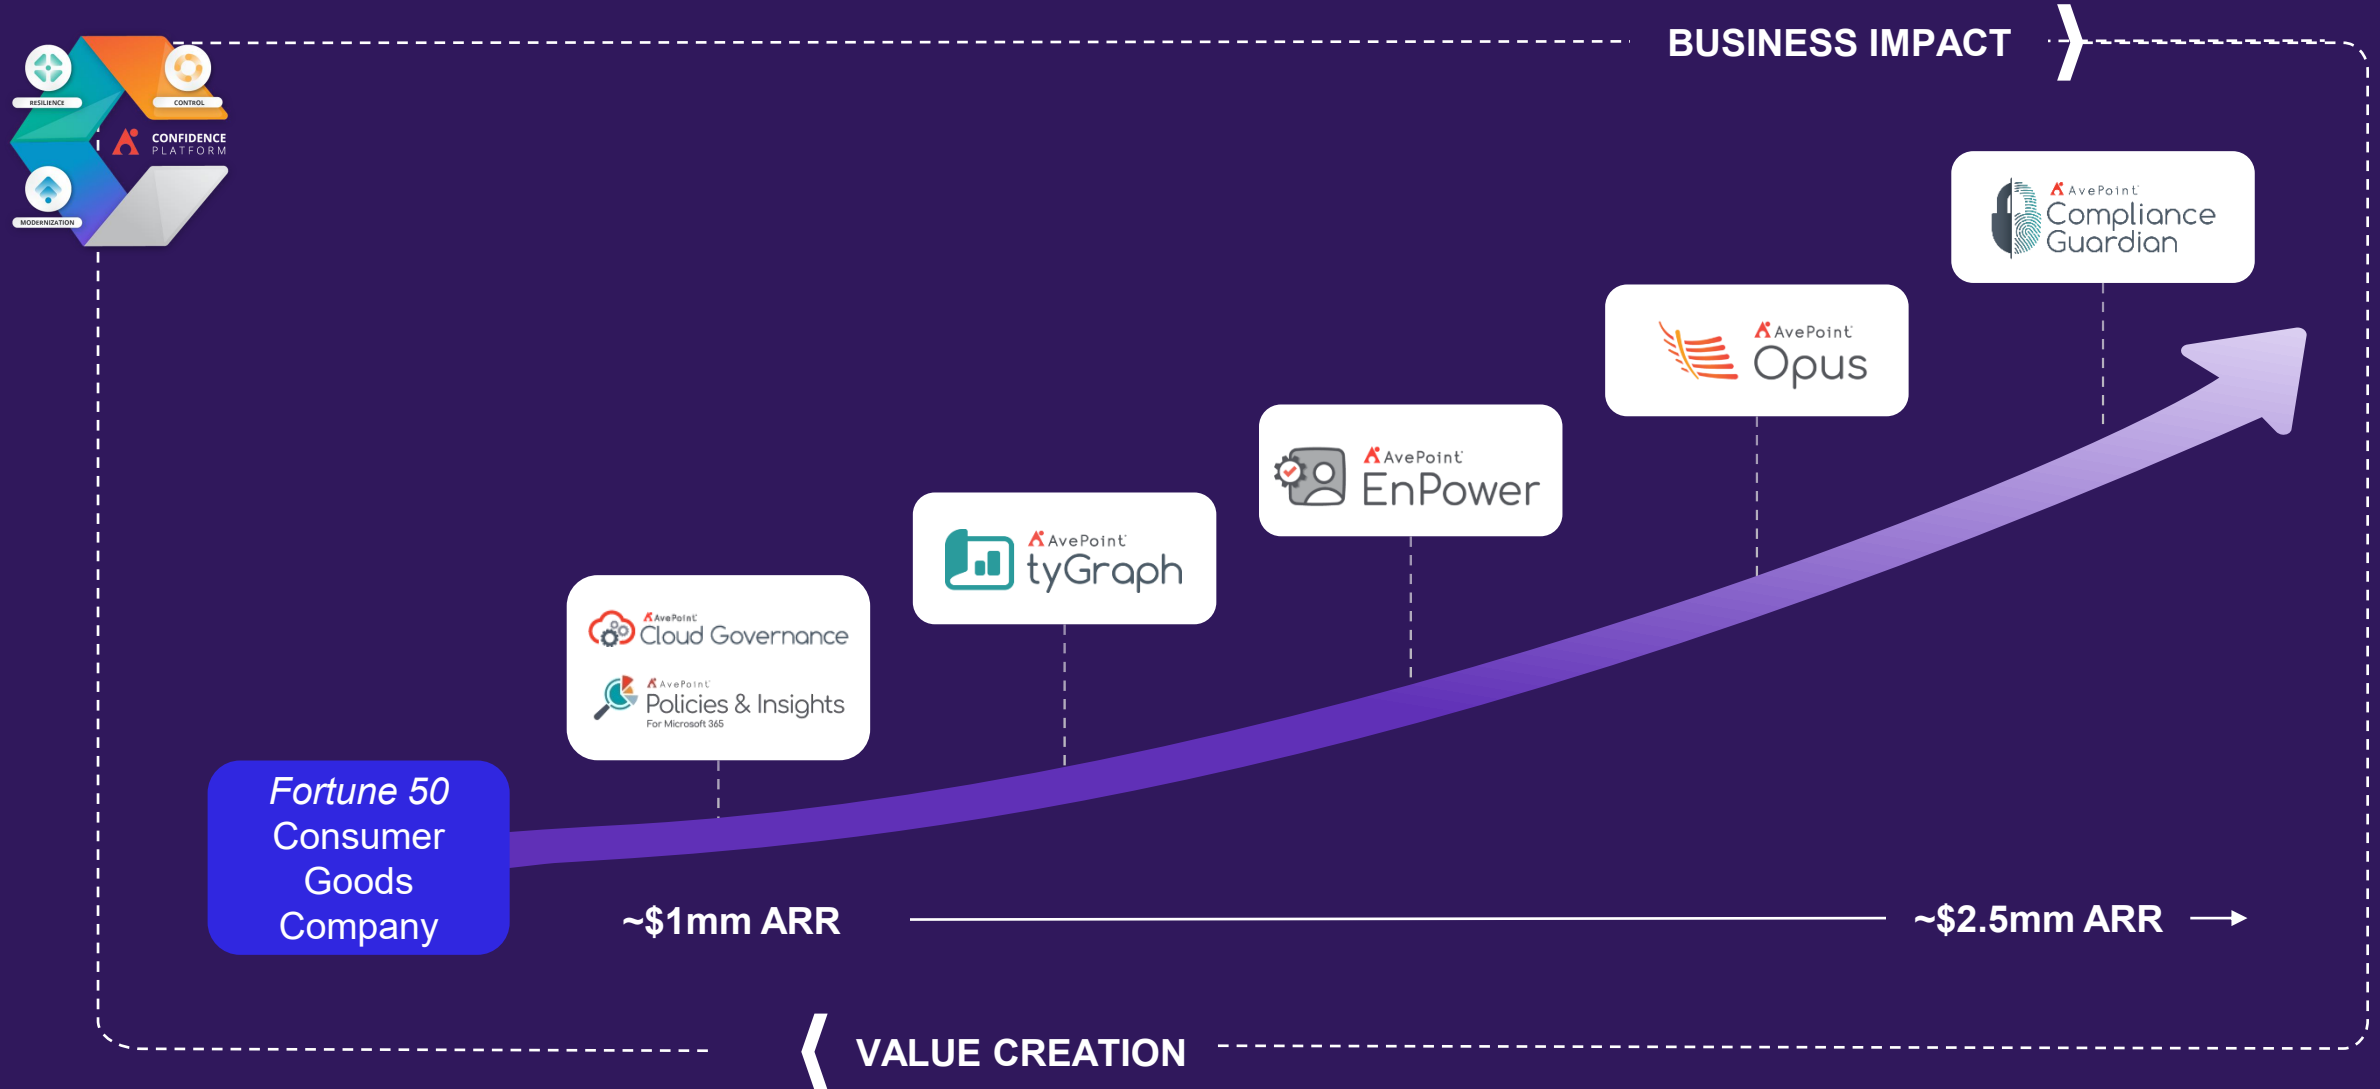 BUSINESS IMPACT
RESILIENCE
CONTROL
CONFIDENCE
PLATFORM
MODERNIZATION
AvePoint
Compliance
Guardian
AvePoint
Opus
AvePoint
EnPower
AvePoint
tyGraph
AvePoint
Cloud Governance
AvePoint
Policies & Insights
For Microsoft 365
Fortune 50
Consumer
Goods
Company
~$1mm ARR
~$2.5mm ARR
VALUE CREATION